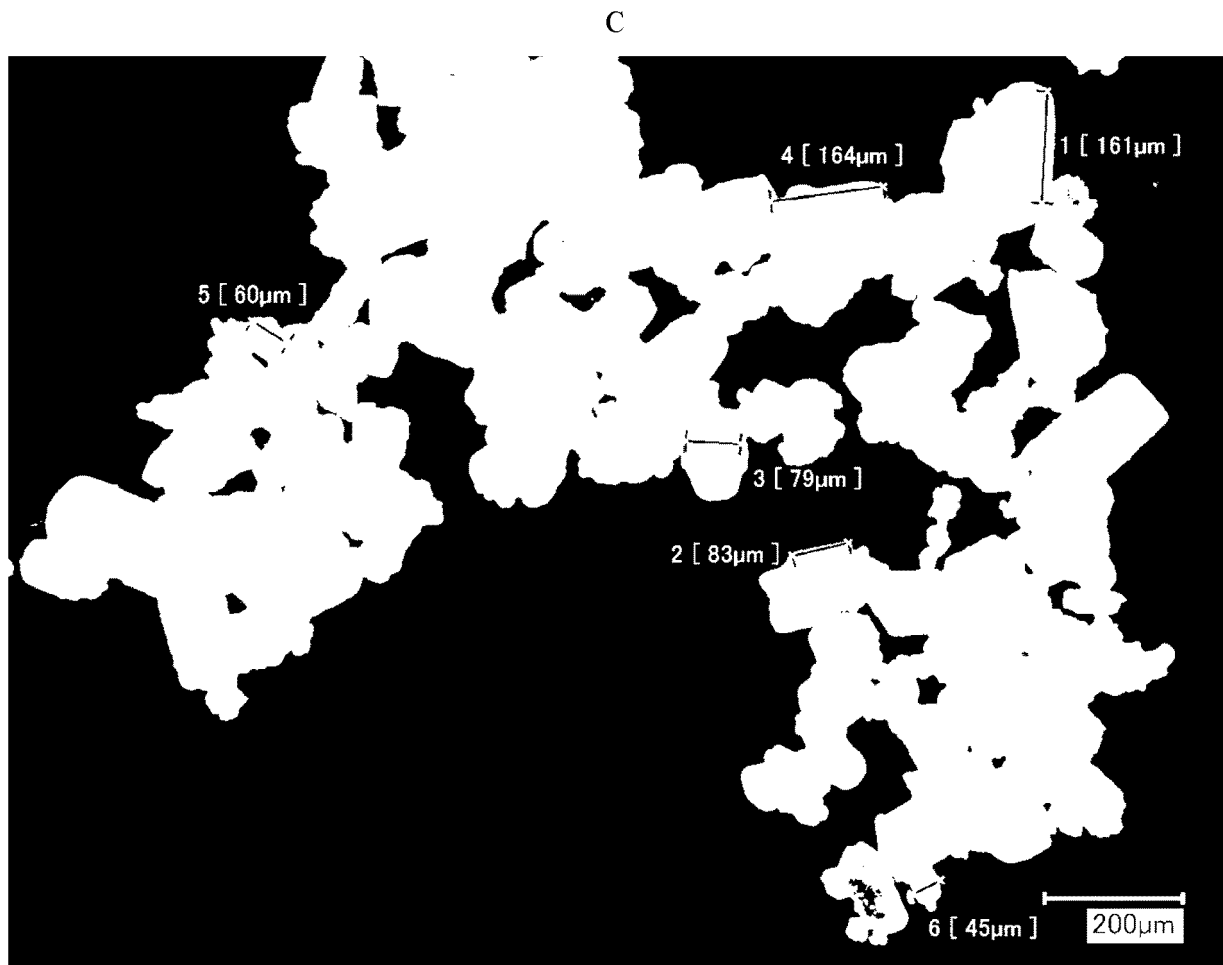 C
1 [ 161µm ]
4 [ 164µm ]
5 [ 60µm ]
3 [ 79µm ]
2 [ 83µm ]
6 [ 45µm ]
200µm